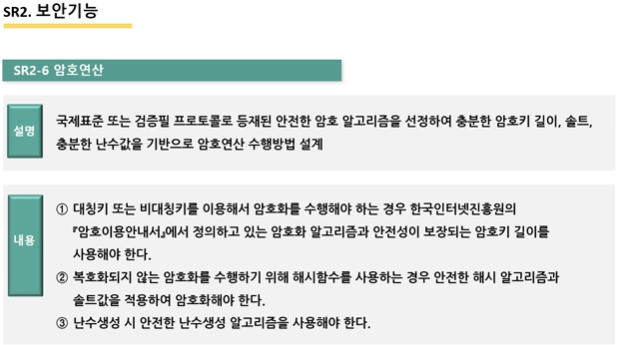 SR2. 보안기능
SR2-6 암호연산
설명
국제표준 또는 검증필 프로토콜로 등재된 안전한 암호 알고리즘을 선정하여 충분한 암호키 길이, 솔트,
충분한 난수값을 기반으로 암호연산 수행방법 설계
내용
① 대칭키 또는 비대칭키를 이용해서 암호화를 수행해야 하는 경우 한국인터넷진흥원의
『암호이용안내서』에서 정의하고 있는 암호화 알고리즘과 안전성이 보장되는 암호키 길이를
사용해야 한다.
② 복호화되지 않는 암호화를 수행하기 위해 해시함수를 사용하는 경우 안전한 해시 알고리즘과
솔트값을 적용하여 암호화해야 한다.
③ 난수생성 시 안전한 난수생성 알고리즘을 사용해야 한다.